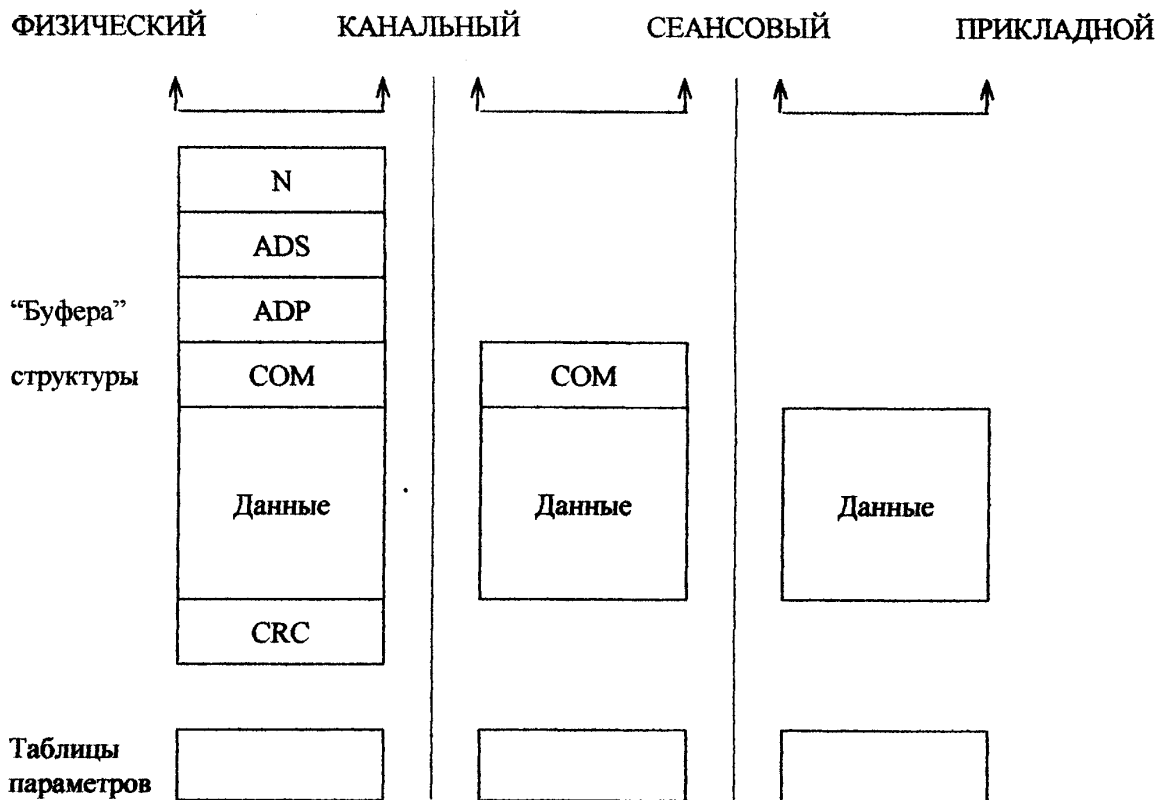 ФИЗИЧЕСКИЙ КАНАЛЬНЫЙ СЕАНСОВЫЙ ПРИКЛАДНОЙ
N
ADS
“Буфера” ADP
структуры COM COM
Данные Данные Данные
CRC
Таблицы
параметров